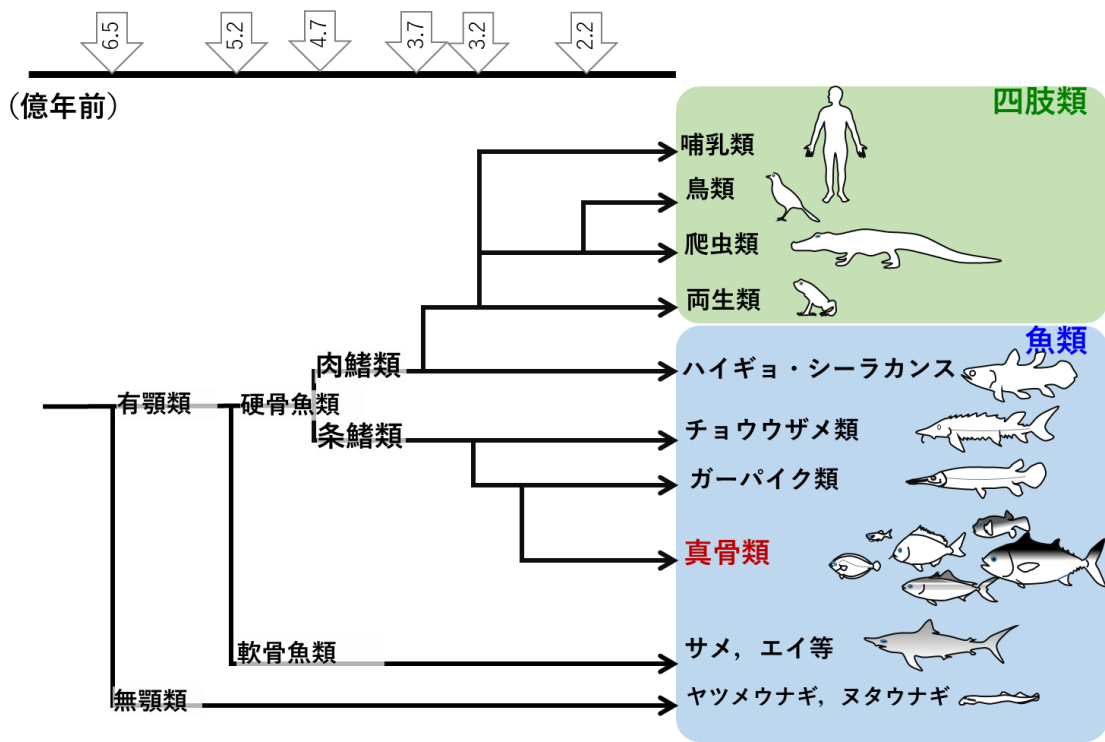 6.5
5.2
4.7
3.7
3.2
2.2
(億年前)
四肢類
哺乳類
鳥類
爬虫類
両生類
魚類
肉鰭類
ハイギョ・シーラカンス
有顎類
硬骨魚類
条鰭類
チョウウザメ類
ガーパイク類
真骨類
軟骨魚類
サメ，エイ等
無顎類
ヤツメウナギ，ヌタウナギ